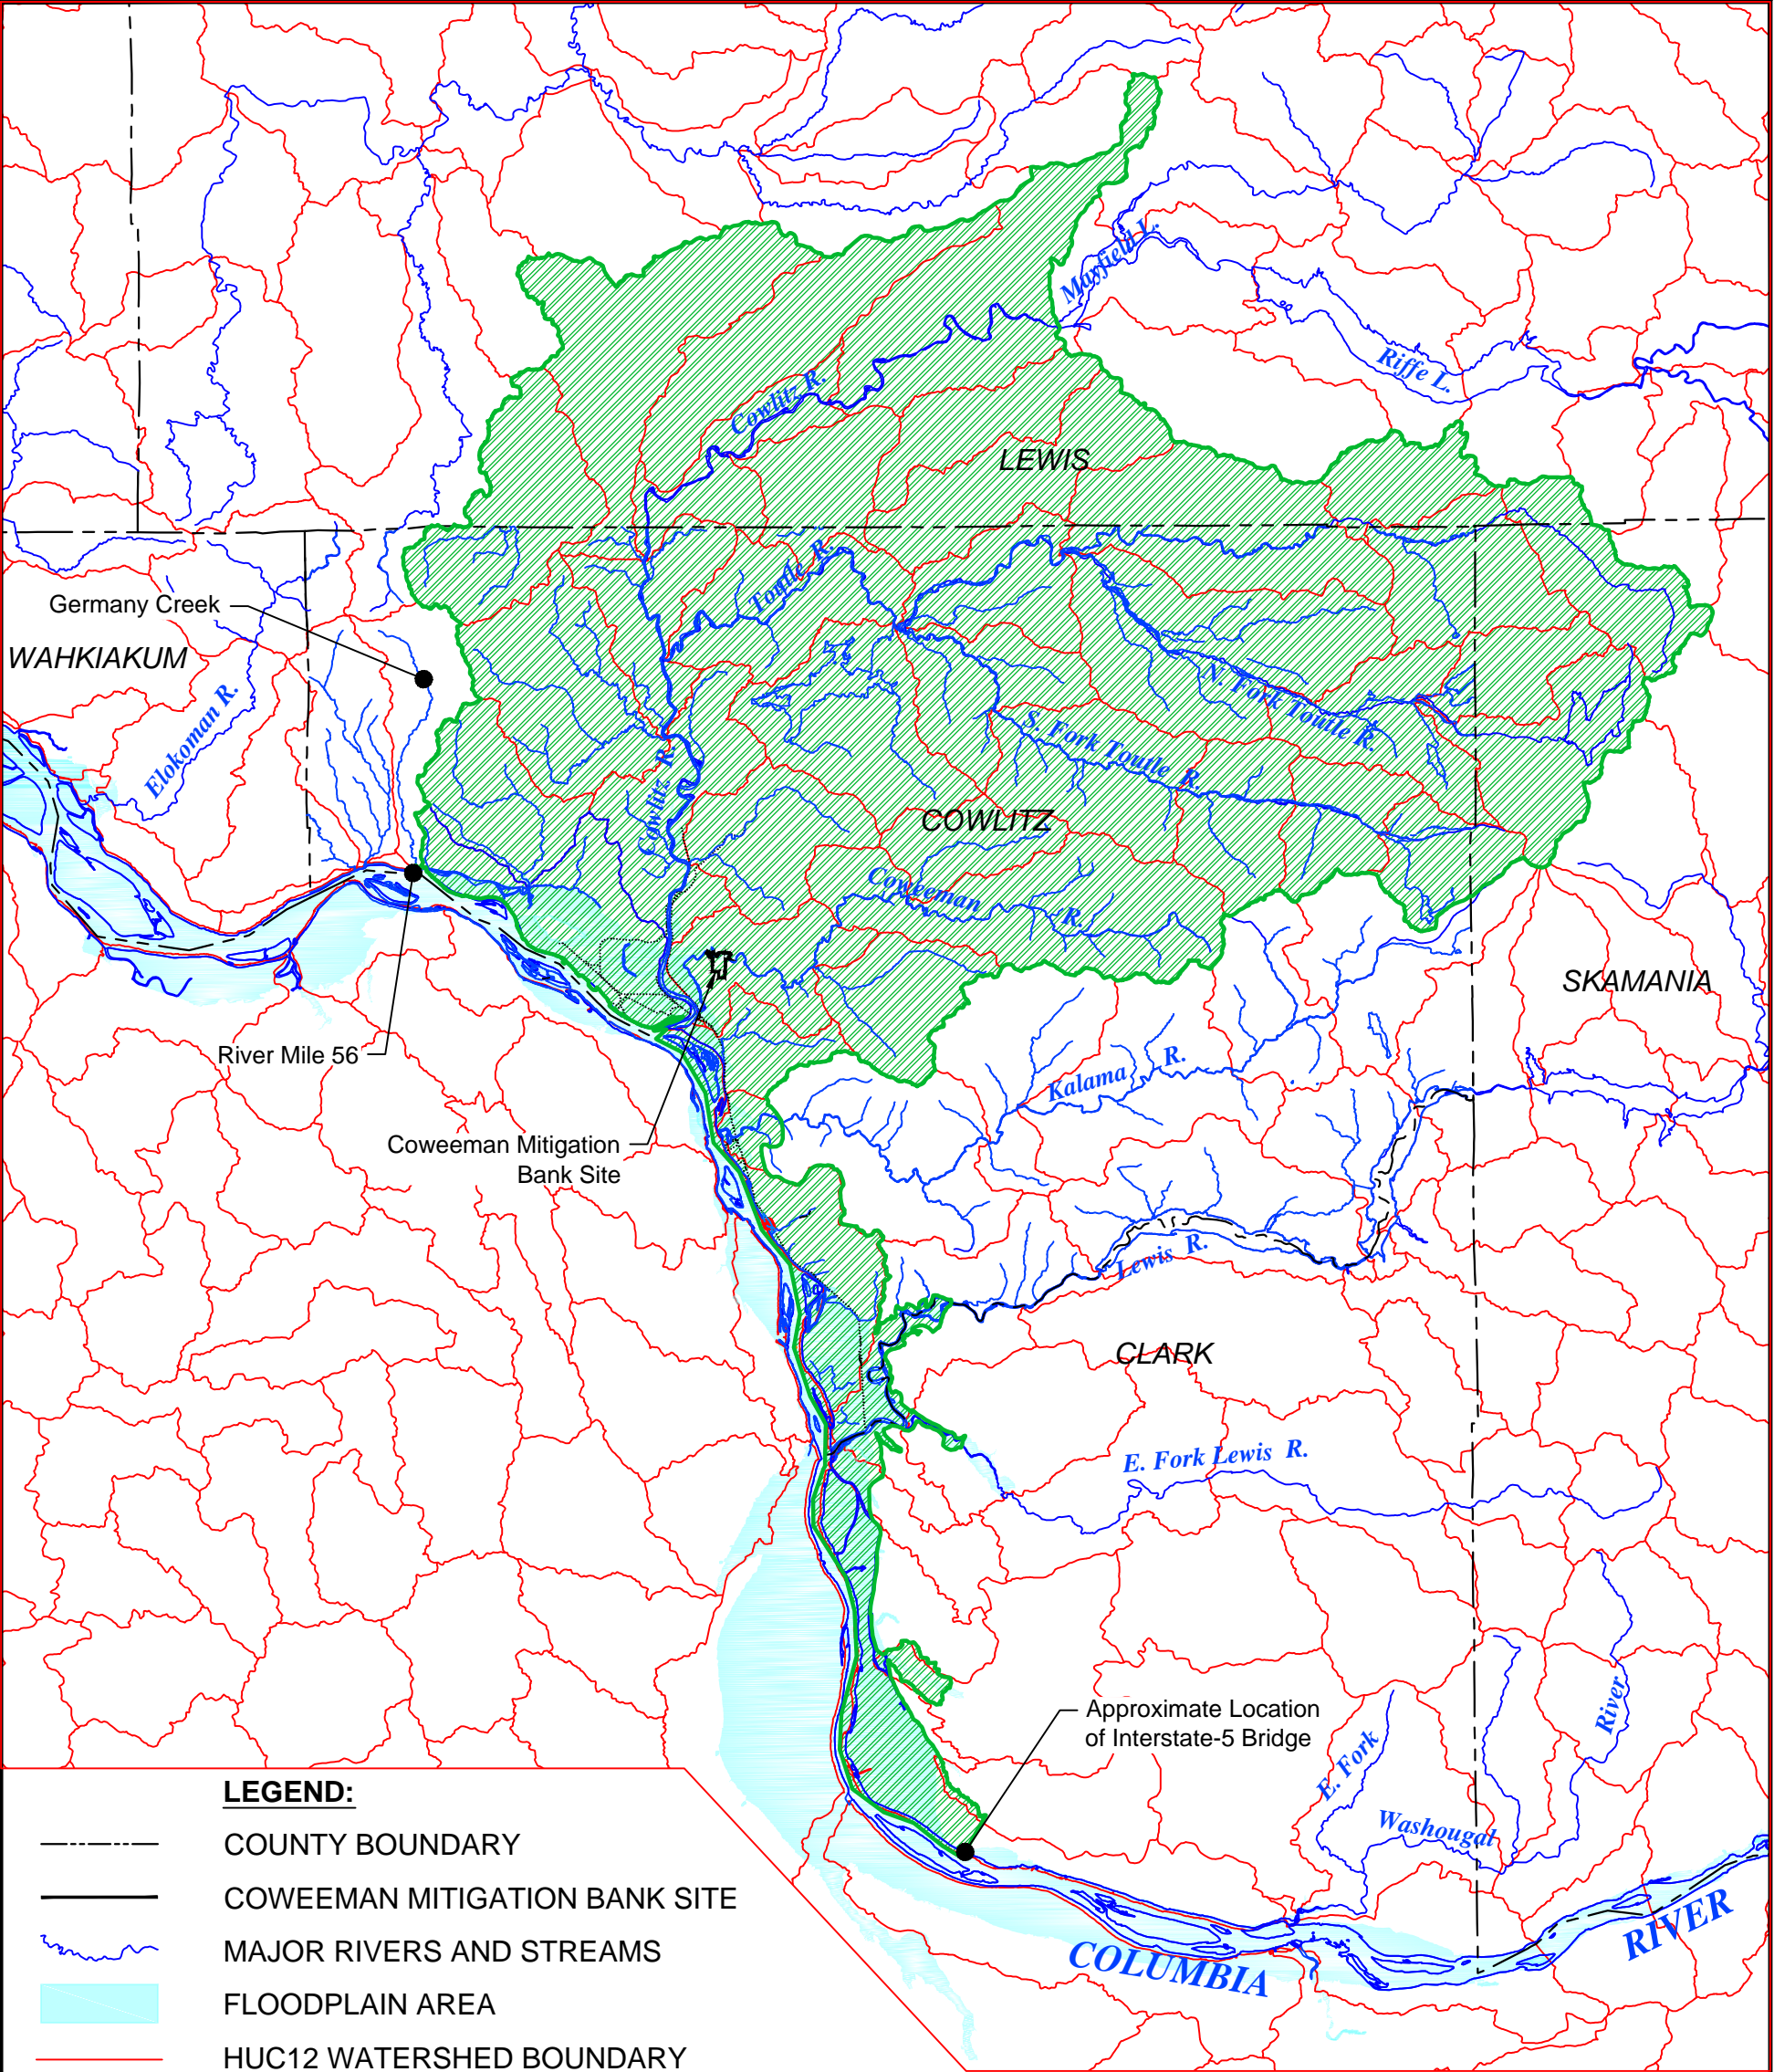 Mayfield L.
Riffe L.
Cowlitz R.
LEWIS
Toutle R.
Germany Creek
WAHKIAKUM
Elokoman R.
N. Fork Toutle R.
S. Fork Toutle R.
Cowlitz R.
COWLITZ
Coweeman R.
SKAMANIA
River Mile 56
Kalama R.
Coweeman Mitigation
Bank Site
Lewis R.
CLARK
E. Fork Lewis R.
Approximate Location
of Interstate-5 Bridge
E. Fork
Washougal
River
COLUMBIA
RIVER
LEGEND:
COUNTY BOUNDARY
COWEEMAN MITIGATION BANK SITE
MAJOR RIVERS AND STREAMS
FLOODPLAIN AREA
HUC12 WATERSHED BOUNDARY